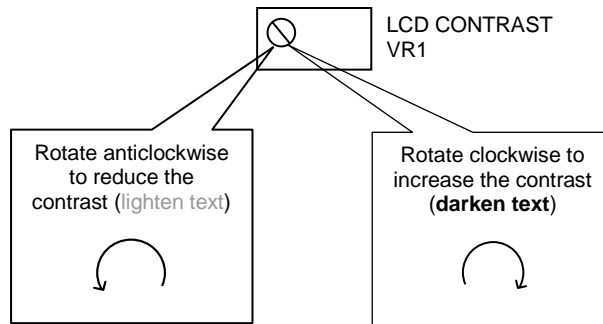 LCD CONTRAST
VR1
Rotate anticlockwise
to reduce the
contrast (lighten text)
Rotate clockwise to
increase the contrast
(darken text)